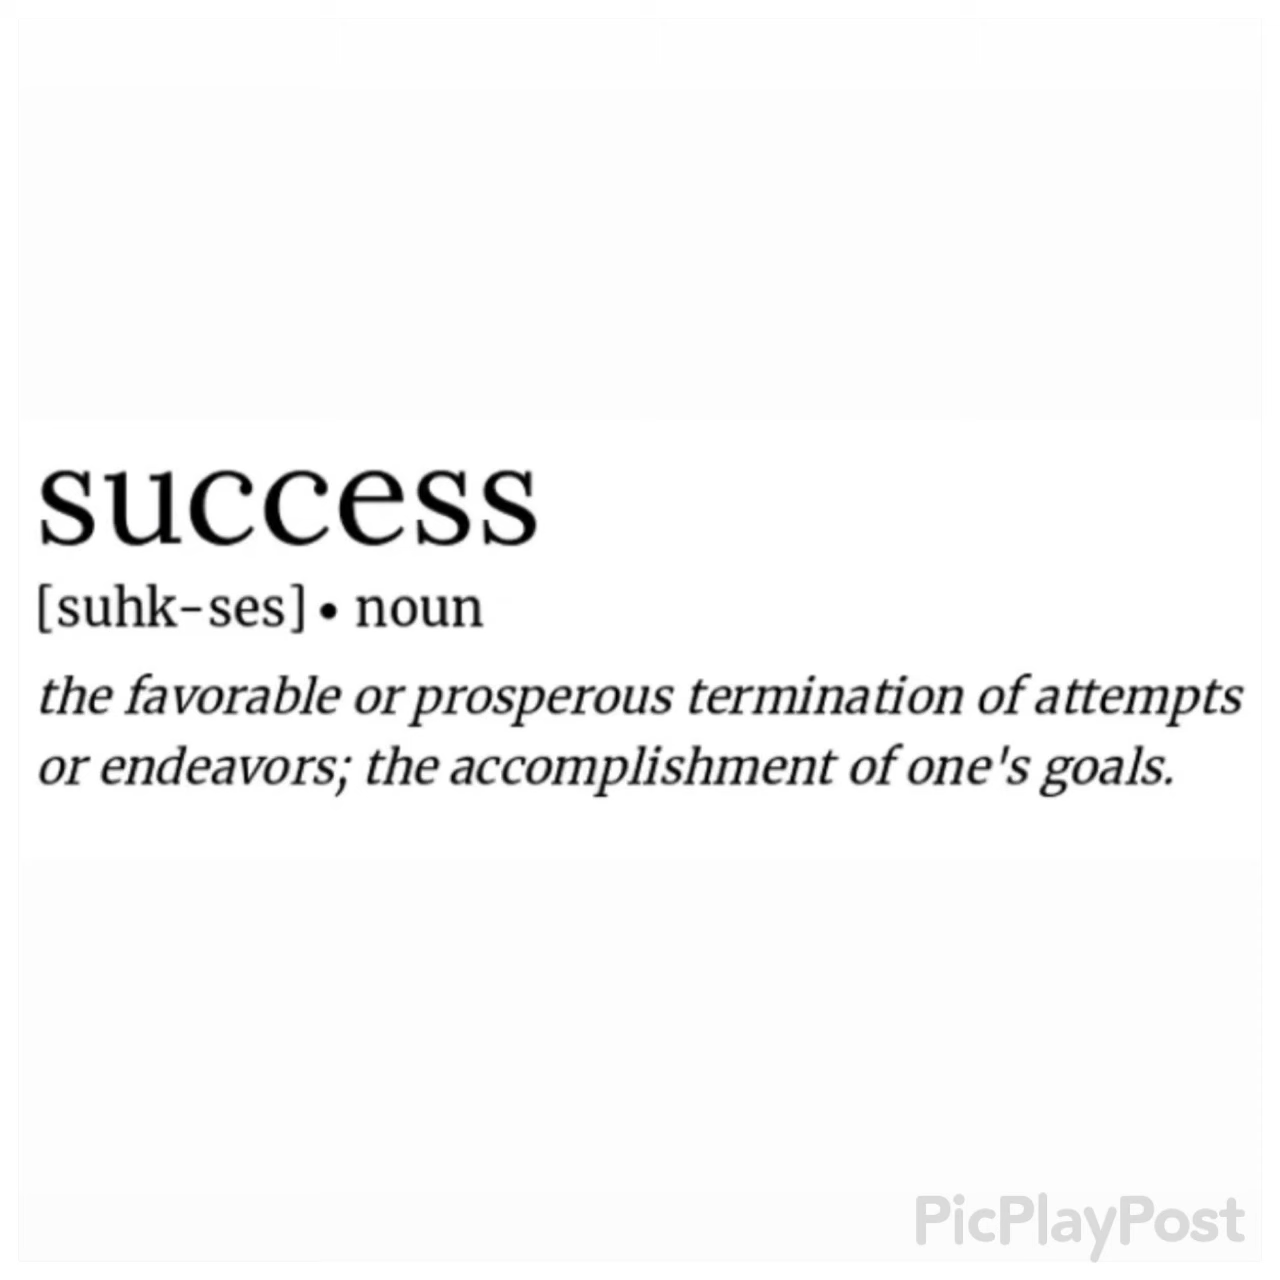 success
[suhk-ses] • noun
the favorable or prosperous termination of attempts
or endeavors; the accomplishment of one's goals.
PicPlayPost